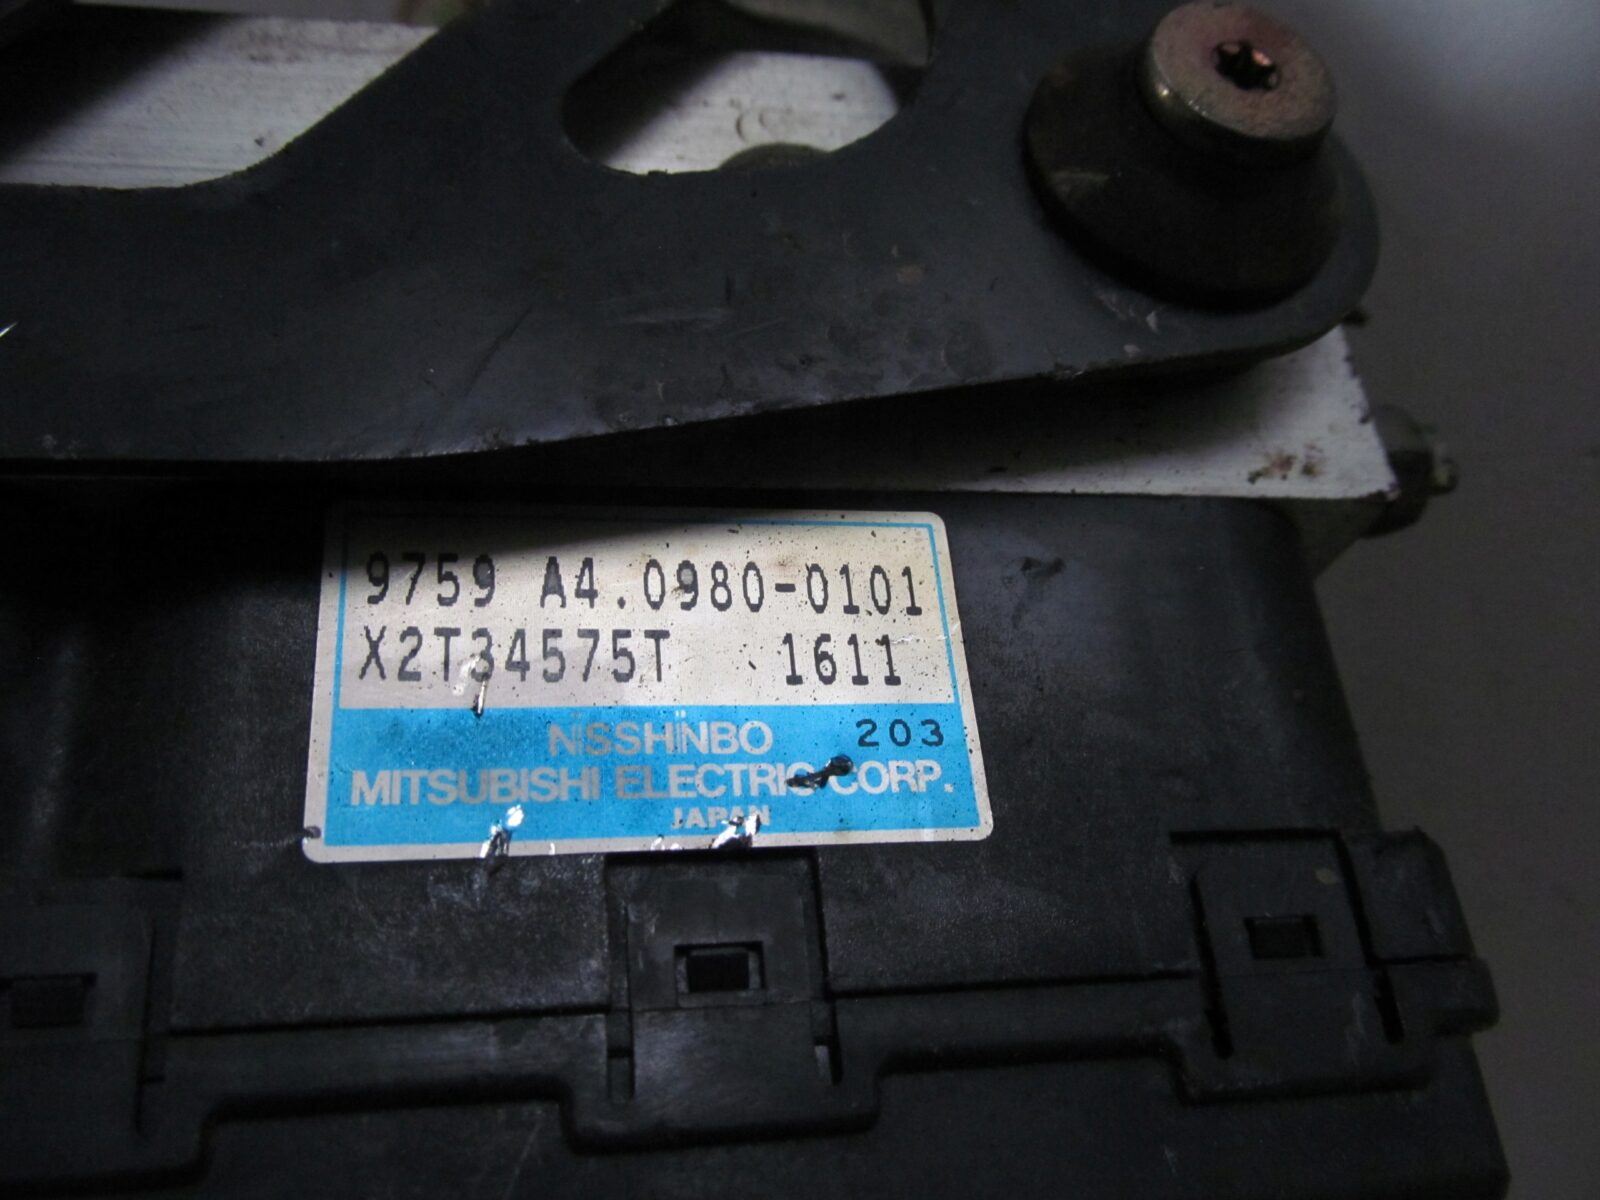 9759 A4.0980-0101
X2T34575T 1611
NISSHINBO 203
MITSUBISHI ELECTRIC CORP.
JAPAN